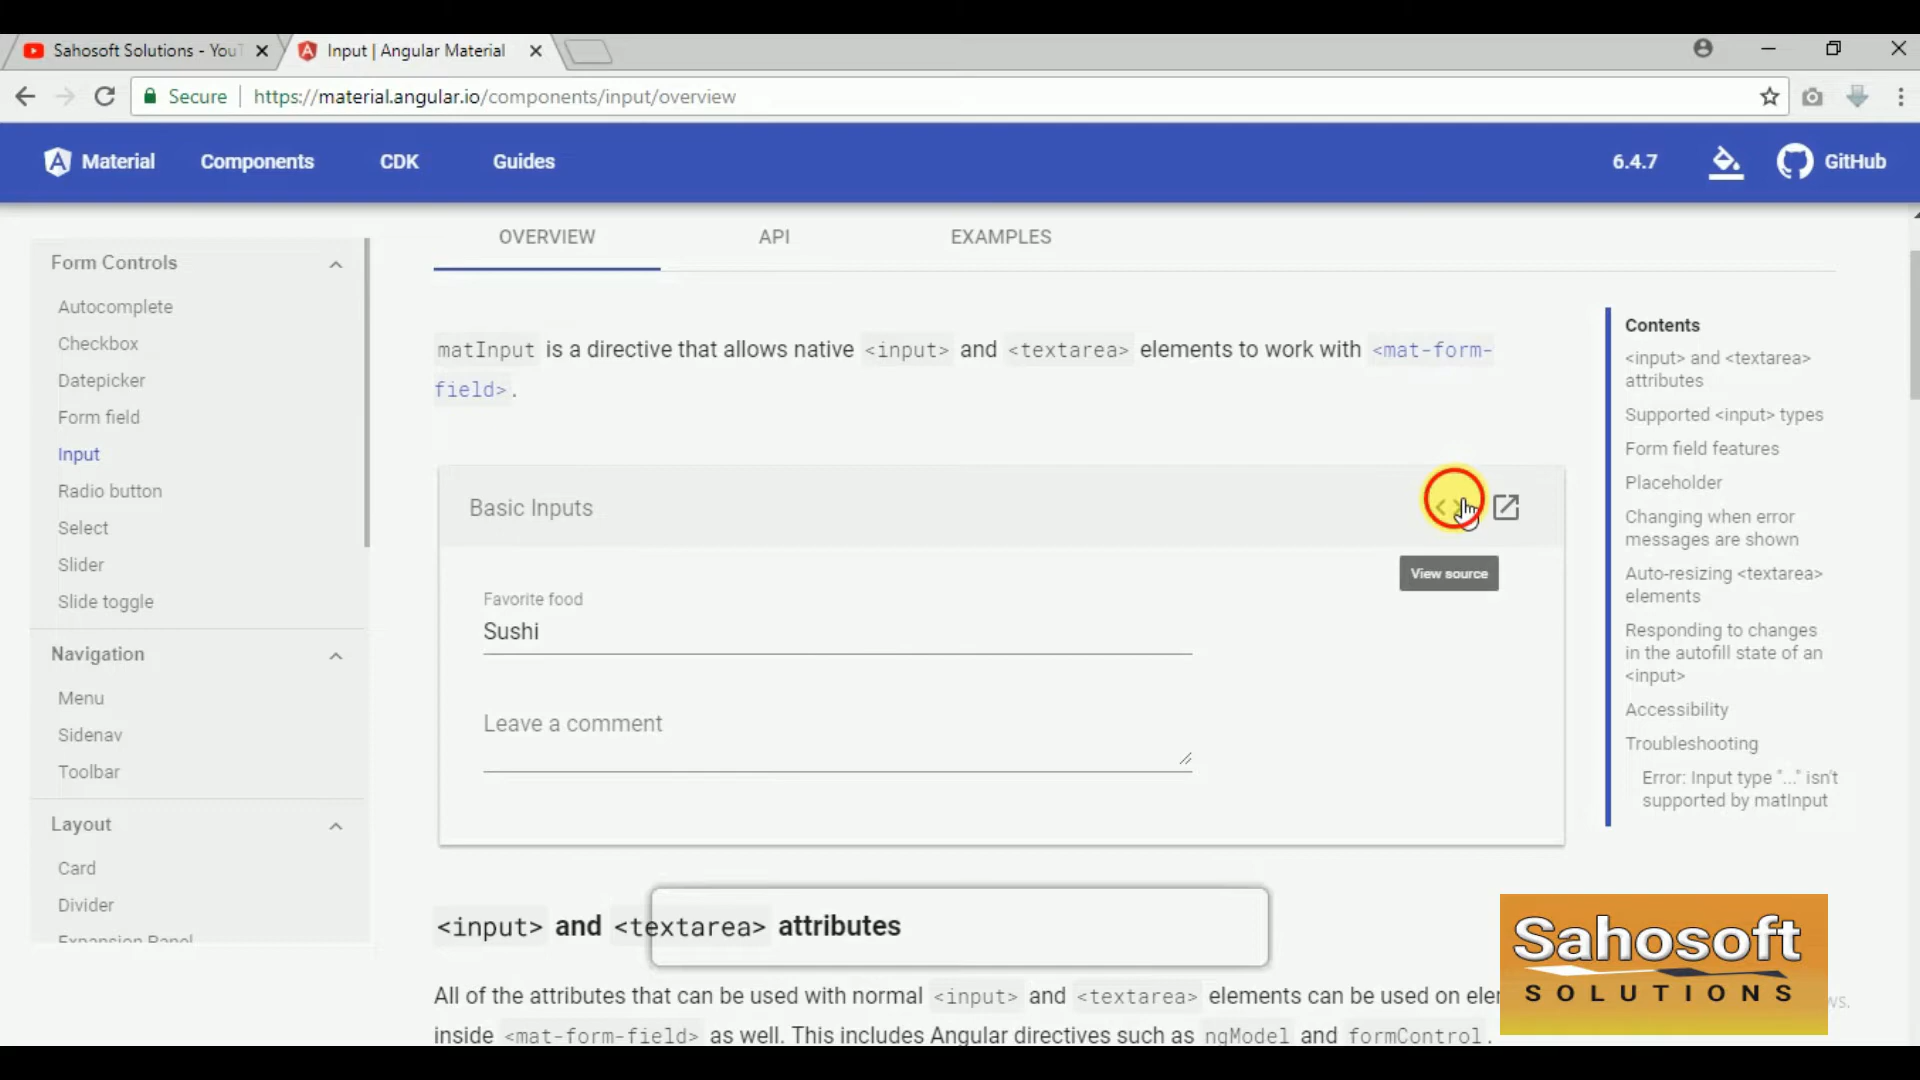 Sahosoft Solutions - YouT
Input | Angular Material
Secure
https://material.angular.io/components/input/overview
Material
Components
CDK
Guides
6.4.7
GitHub
OVERVIEW
API
EXAMPLES
Form Controls
Autocomplete
Checkbox
Datepicker
Form field
Input
Radio button
Select
Slider
Slide toggle
Navigation
Menu
Sidenav
Toolbar
Layout
Card
Divider
Expansion Panel
matInput is a directive that allows native <input> and <textarea> elements to work with <mat-form-
field>.
Basic Inputs
View source
Favorite food
Sushi
Leave a comment
<input> and <textarea> attributes
All of the attributes that can be used with normal <input> and <textarea> elements can be used on eler
inside <mat-form-field> as well. This includes Angular directives such as ngModel and formControl.
Contents
<input> and <textarea>
attributes
Supported <input> types
Form field features
Placeholder
Changing when error
messages are shown
Auto-resizing <textarea>
elements
Responding to changes
in the autofill state of an
<input>
Accessibility
Troubleshooting
Error: Input type "..." isn't
supported by matInput
Sahosoft
SOLUTIONS